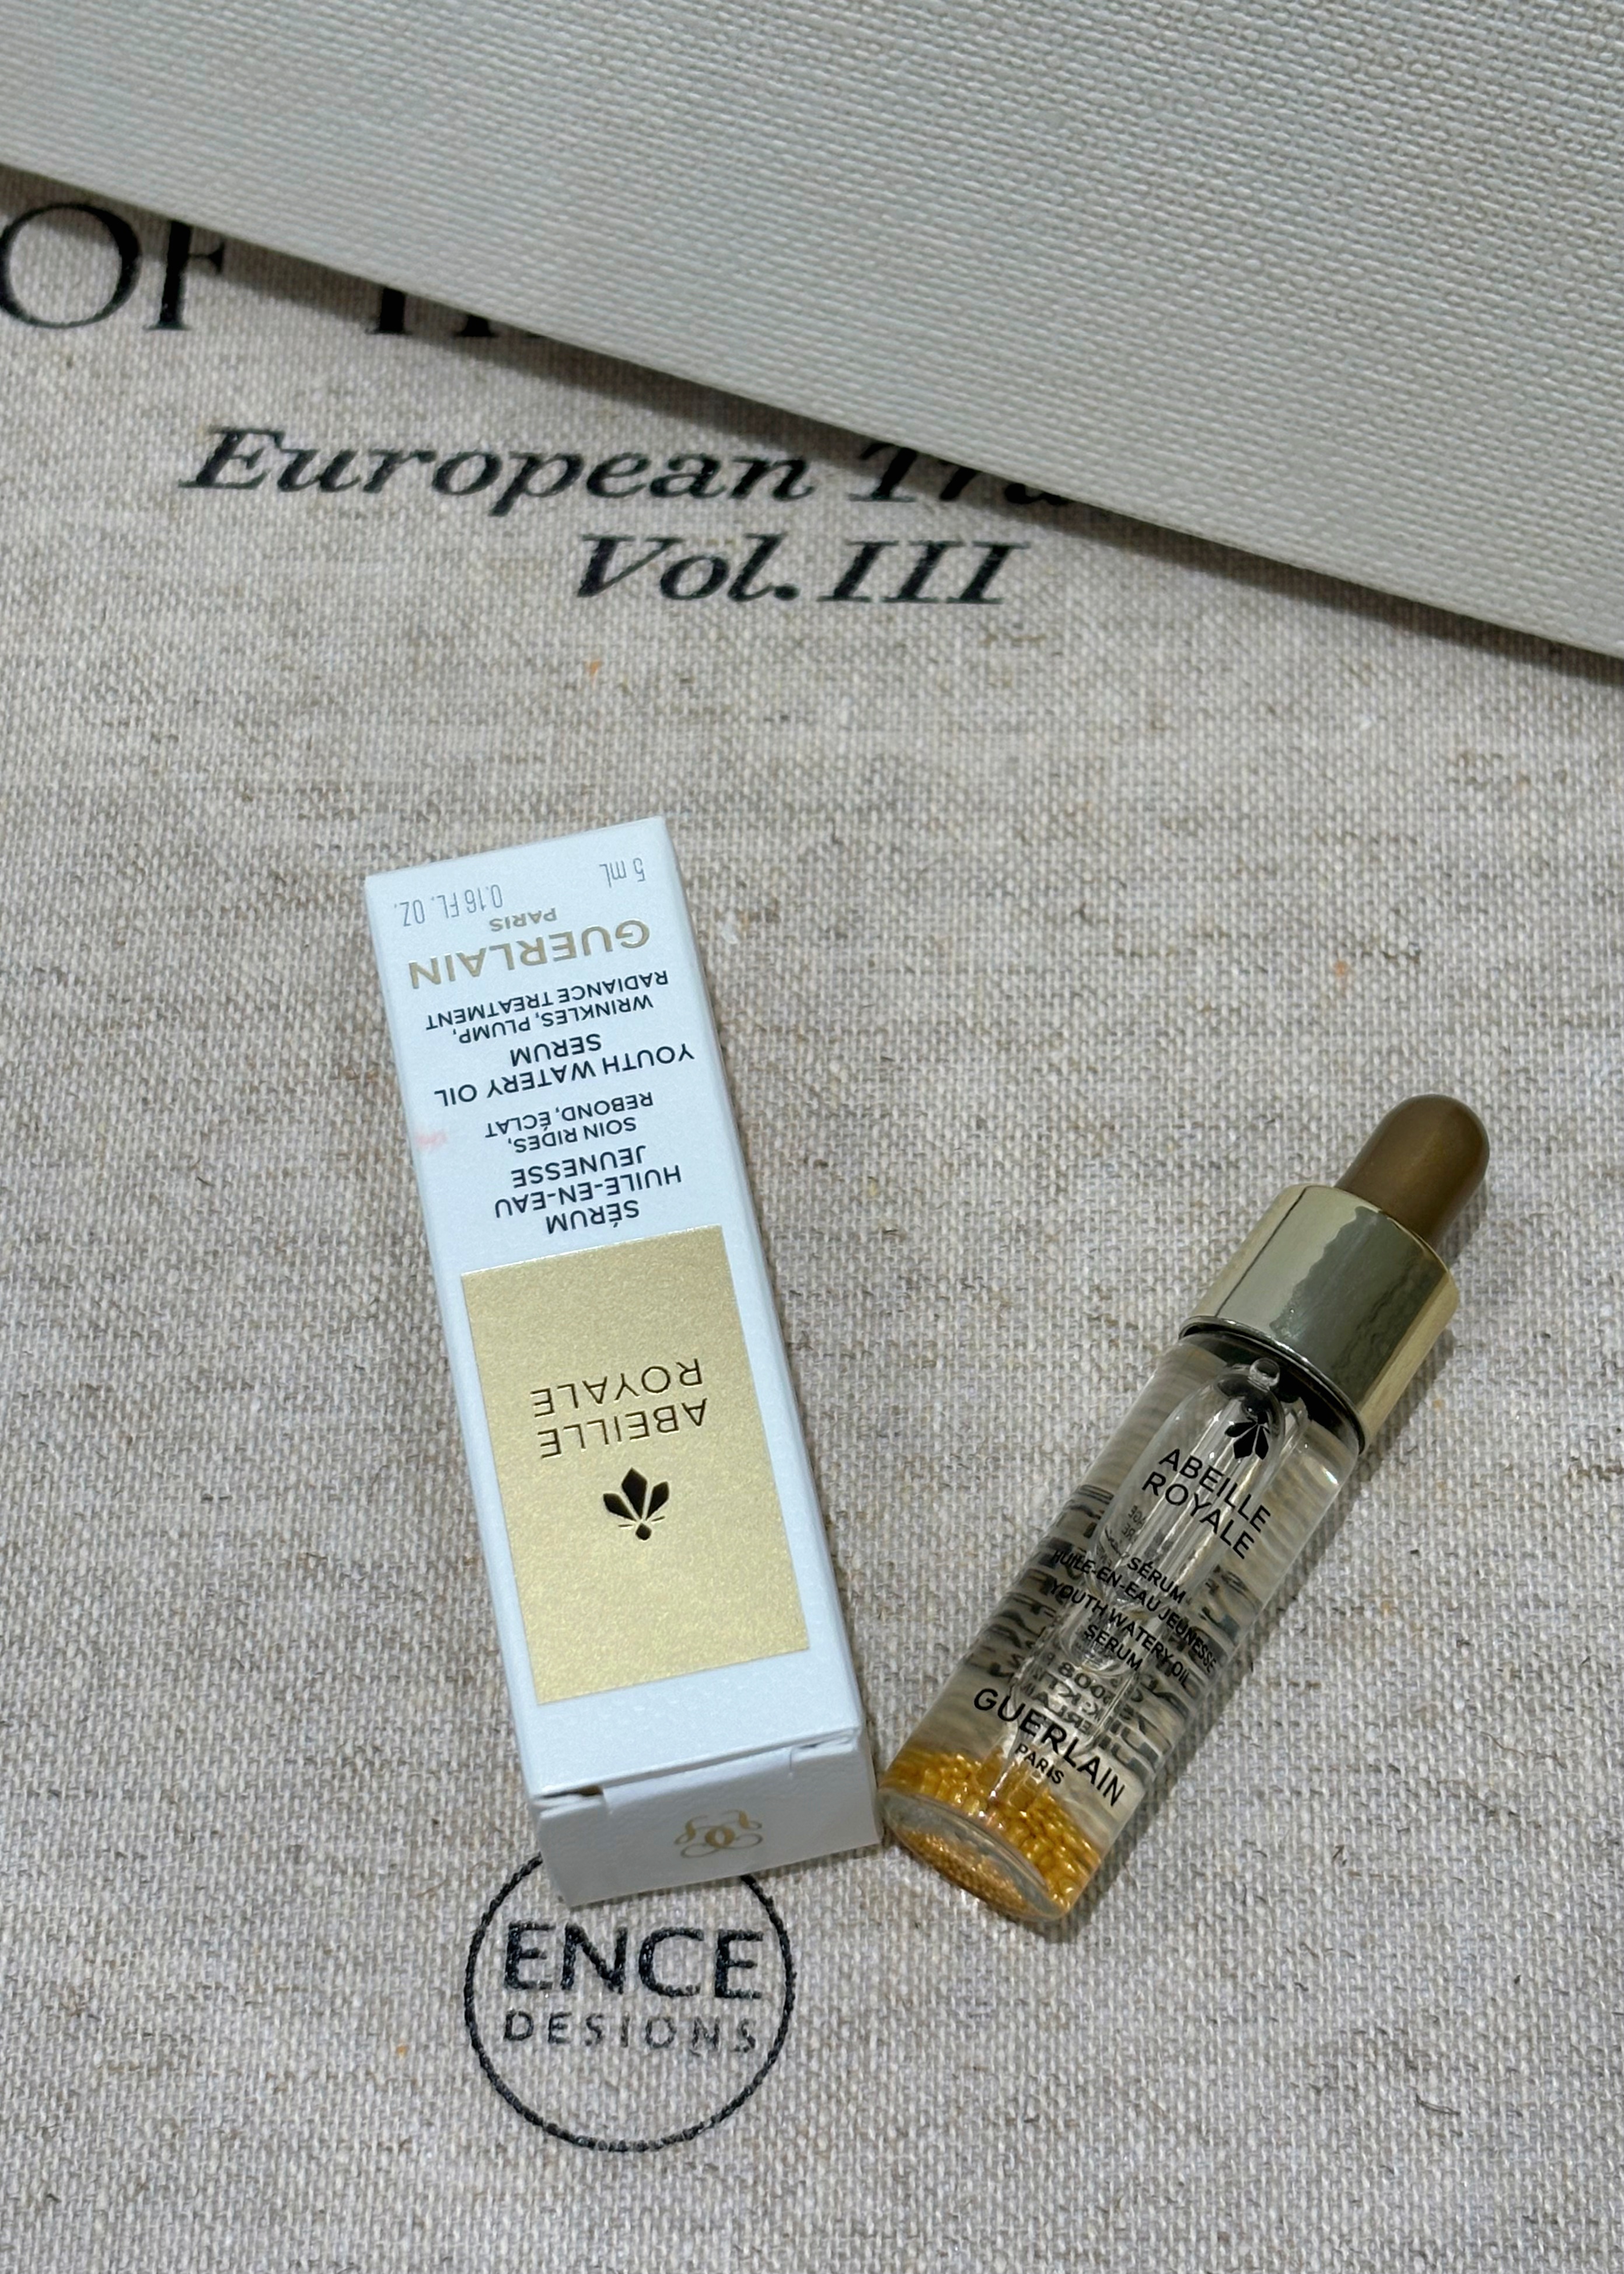 OF
European
Vol. III
ABEILLE
ROYALE
SÉRUM
HUILE-EN-EAU
JEUNESSE
SOIN RIDES,
REBOND, ÉCLAT
YOUTH WATERY OIL
SERUM
WRINKLES, PLUMP,
RADIANCE TREATMENT
GUERLAIN
PARIS
5 mL 0.16 FL. OZ.
ABEILLE
ROYALE
SÉRUM
HUILE-EN-EAU JEUNESSE
YOUTH WATERY OIL
SERUM
GUERLAIN
PARIS
ENCE
DESIGNS